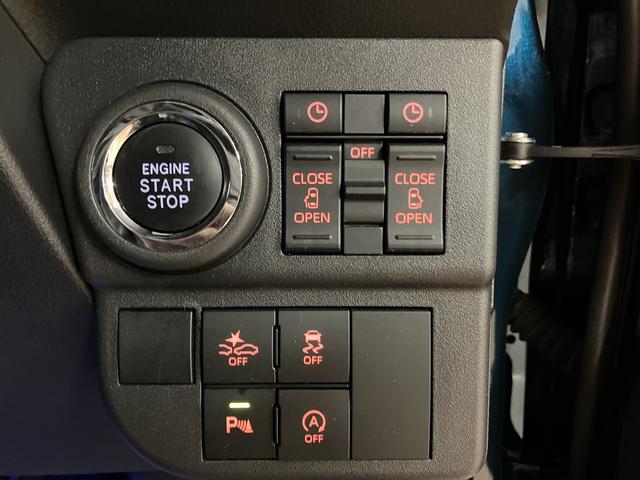 ENGINE
START
STOP
OFF
CLOSE
OPEN
CLOSE
OPEN
OFF
OFF
P
A
OFF